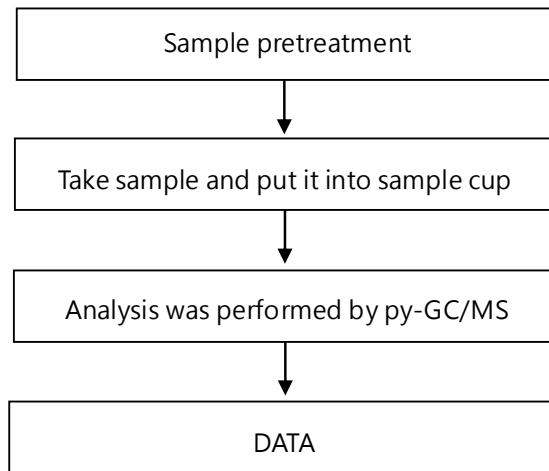 Sample pretreatment
Take sample and put it into sample cup
Analysis was performed by py-GC/MS
DATA